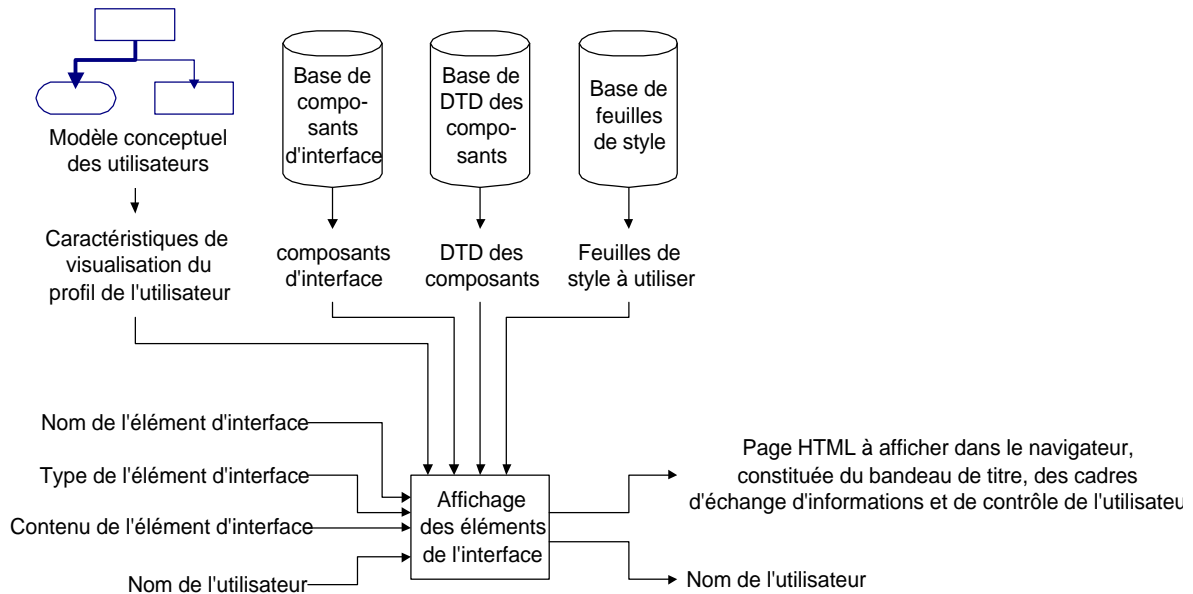 Modèle conceptuel
des utilisateurs
Base de
compo-
sants
d'interface
Base de
DTD des
compo-
sants
Base de
feuilles
de style
Caractéristiques de
visualisation du
profil de l'utilisateur
composants
d'interface
DTD des
composants
Feuilles de
style à utiliser
Nom de l'élément d'interface
Type de l'élément d'interface
Contenu de l'élément d'interface
Nom de l'utilisateur
Affichage
des éléments
de l'interface
Page HTML à afficher dans le navigateur,
constituée du bandeau de titre, des cadres
d'échange d'informations et de contrôle de l'utilisateu
Nom de l'utilisateur